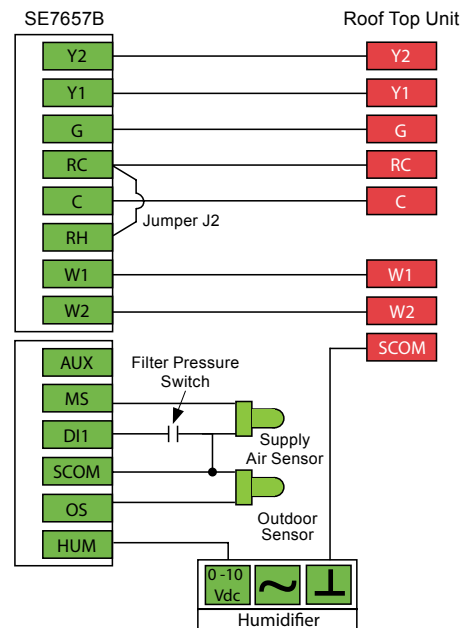 SE7657B
Roof Top Unit
Y2
Y2
Y1
Y1
G
G
RC
RC
C
C
Jumper J2
RH
W1
W1
W2
W2
SCOM
AUX
Filter Pressure
Switch
MS
DI1
Supply
Air Sensor
SCOM
OS
Outdoor
Sensor
HUM
0 -10
Vdc
Humidifier